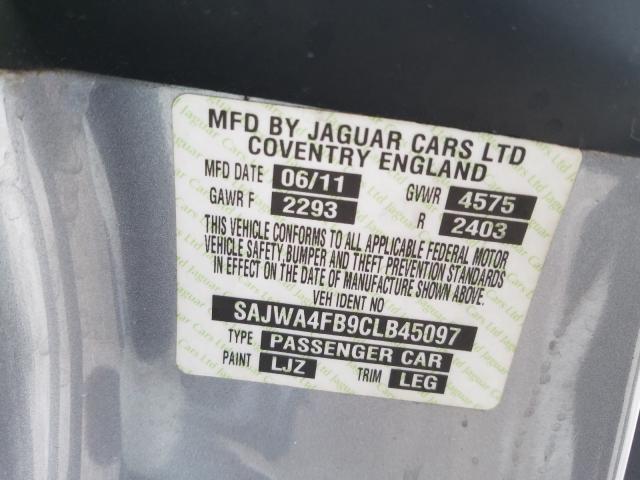 MFD BY JAGUAR CARS LTD
COVENTRY ENGLAND
MFD DATE 06/11 GVWR 4575
GAWR F 2293 R 2403
THIS VEHICLE CONFORMS TO ALL APPLICABLE FEDERAL MOTOR
VEHICLE SAFETY, BUMPER AND THEFT PREVENTION STANDARDS
IN EFFECT ON THE DATE OF MANUFACTURE SHOWN ABOVE.
VEH IDENT NO
SAJWA4FB9CLB45097
TYPE PASSENGER CAR
PAINT LJZ TRIM LEG